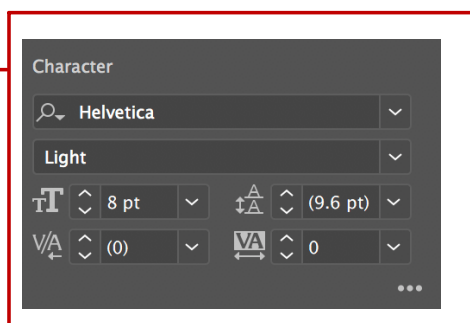 Character
Helvetica
Light
8 pt (9.6 pt)
(0) 0